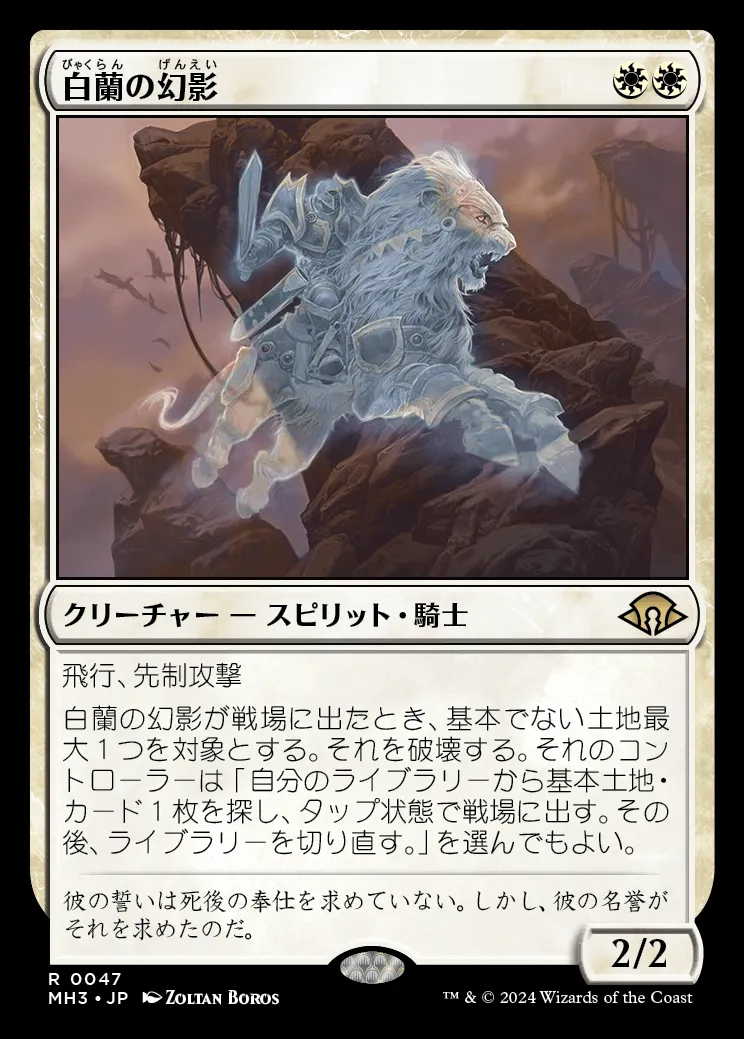 びゃくらん げんえい
白蘭の幻影
クリーチャー — スピリット・騎士
飛行、先制攻撃
白蘭の幻影が戦場に出たとき、基本でない土地最
大1つを対象とする。それを破壊する。それのコン
トローラーは「自分のライブラリーから基本土地・
カード1枚を探し、タップ状態で戦場に出す。その
後、ライブラリーを切り直す。」を選んでもよい。
彼の誓いは死後の奉仕を求めていない。しかし、彼の名誉が
それを求めたのだ。
2/2
R 0047
MH3 • JP Zoltan Boros
™ & © 2024 Wizards of the Coast